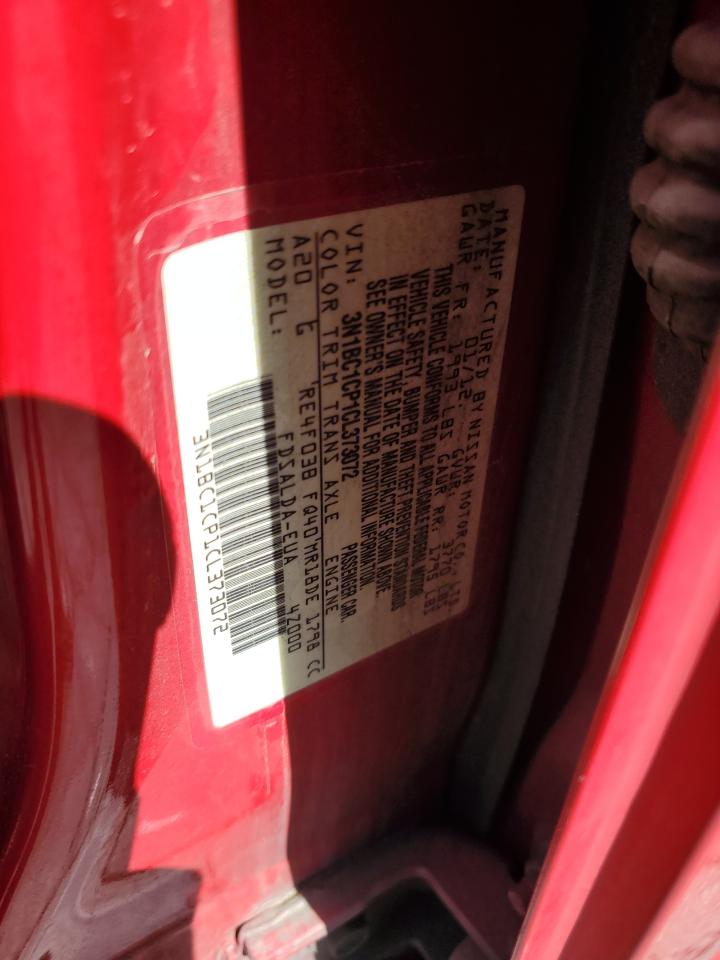 MANUFACTURED BY NISSAN MOTOR CO., LTD.
DATE: 01/12 GVWR: 3670 LBS
GAWR FR: 1993 LBS RR: 1795 LBS
THIS VEHICLE CONFORMS TO ALL APPLICABLE FEDERAL MOTOR
VEHICLE SAFETY, BUMPER AND THEFT PREVENTION STANDARDS
IN EFFECT ON THE DATE OF MANUFACTURE SHOWN ABOVE.
SEE OWNER'S MANUAL FOR ADDITIONAL INFORMATION.
VIN: 3N1BC1CP1CL373072 PASSENGER CAR.
COLOR TRIM TRANS AXLE ENGINE
A20 G RE4F03B FQ40 MR18DE 1798 CC
MODEL: FDSALDA-EUA 47000
3N1BC1CP1CL373072